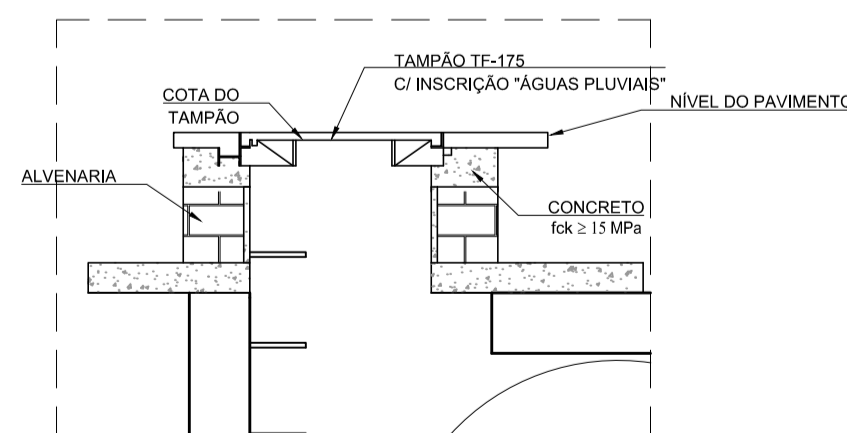 TAMPÃO TF-175
C/ INSCRIÇÃO "ÁGUAS PLUVIAIS"
COTA DO
TAMPÃO
NÍVEL DO PAVIMENTO
ALVENARIA
CONCRETO
fck ≥ 15 MPa